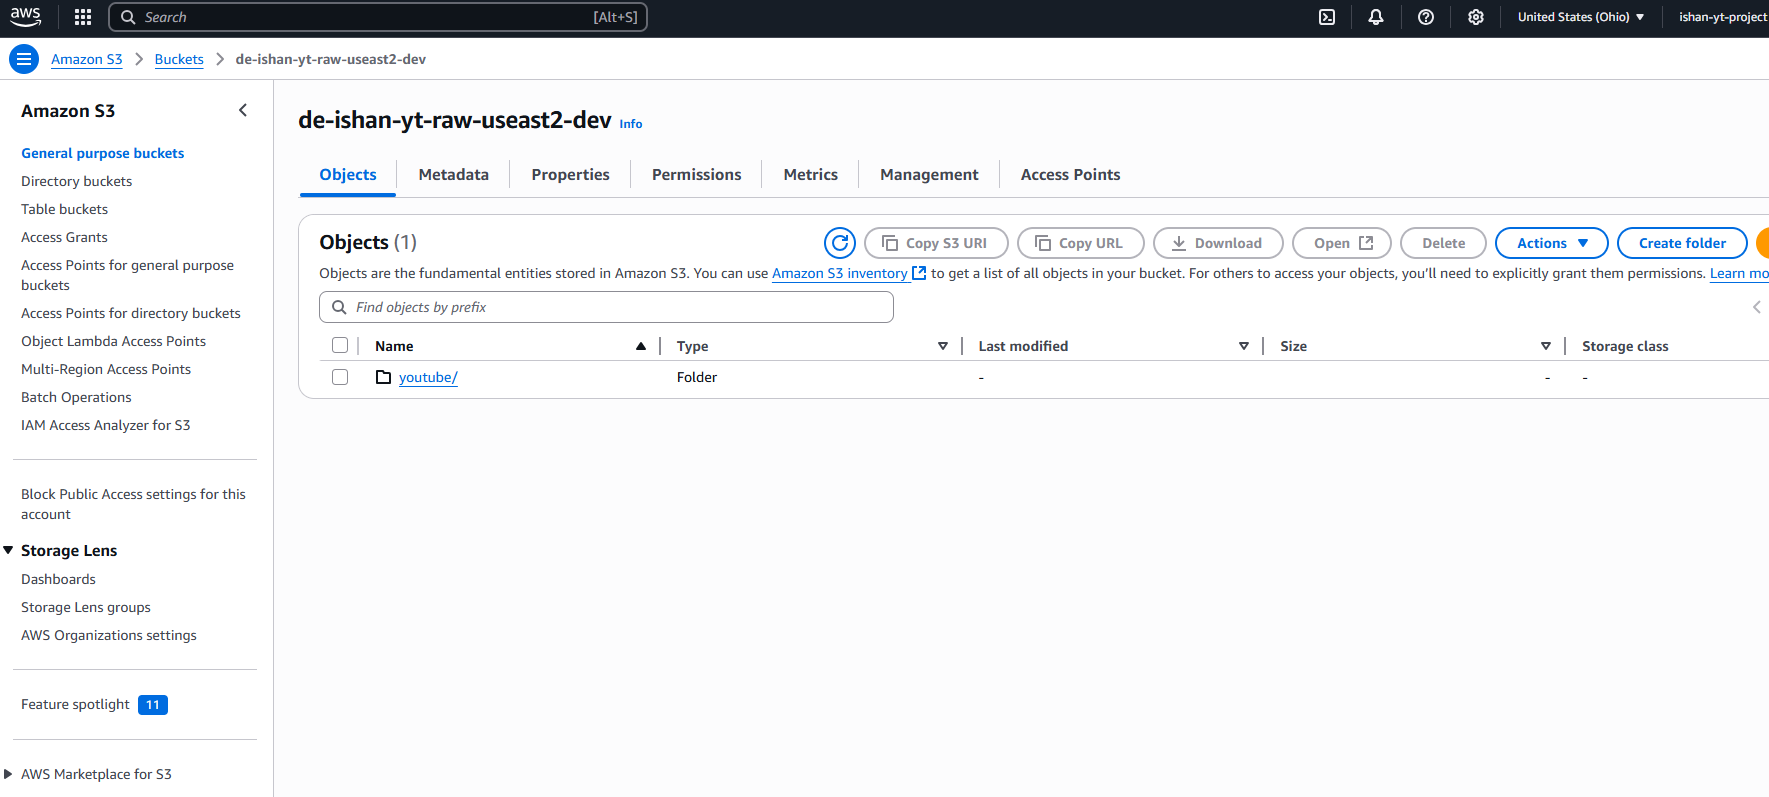 aws Search [Alt+S] United States (Ohio) ishan-yt-project
Amazon S3 Buckets de-ishan-yt-raw-useast2-dev
Amazon S3
General purpose buckets
Directory buckets
Table buckets
Access Grants
Access Points for general purpose
buckets
Access Points for directory buckets
Object Lambda Access Points
Multi-Region Access Points
Batch Operations
IAM Access Analyzer for S3
Block Public Access settings for this
account
Storage Lens
Dashboards
Storage Lens groups
AWS Organizations settings
Feature spotlight 11
AWS Marketplace for S3
de-ishan-yt-raw-useast2-dev Info
Objects Metadata Properties Permissions Metrics Management Access Points
Objects (1) Copy S3 URI Copy URL Download Open Delete Actions Create folder
Objects are the fundamental entities stored in Amazon S3. You can use Amazon S3 inventory to get a list of all objects in your bucket. For others to access your objects, you'll need to explicitly grant them permissions. Learn mo
Find objects by prefix
Name Type Last modified Size Storage class
youtube/ Folder - - -